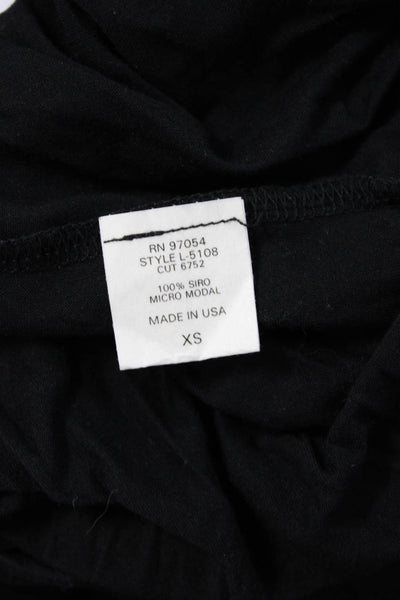 RN 97054
STYLE L-5108
CUT 6752
100% SIRO
MICRO MODAL
MADE IN USA
XS